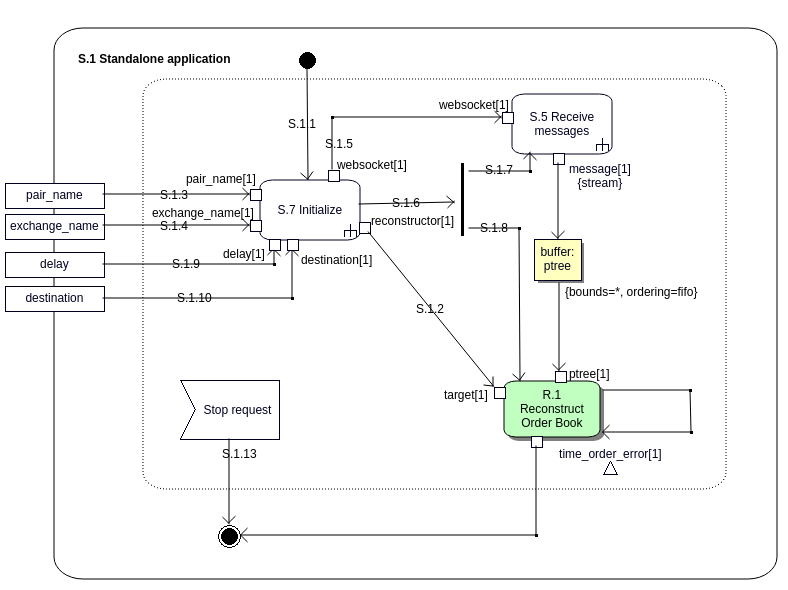 S.1 Standalone application
S.1.1
websocket[1]
S.5 Receive
messages
S.1.5
websocket[1]
S.1.7
message[1]
{stream}
pair_name
pair_name[1]
S.1.3
S.7 Initialize
S.1.6
exchange_name
exchange_name[1]
S.1.4
reconstructor[1]
S.1.8
delay
delay[1]
S.1.9
destination[1]
buffer:
ptree
destination
S.1.10
{bounds=*, ordering=fifo}
S.1.2
ptree[1]
target[1]
R.1
Reconstruct
Order Book
Stop request
S.1.13
time_order_error[1]